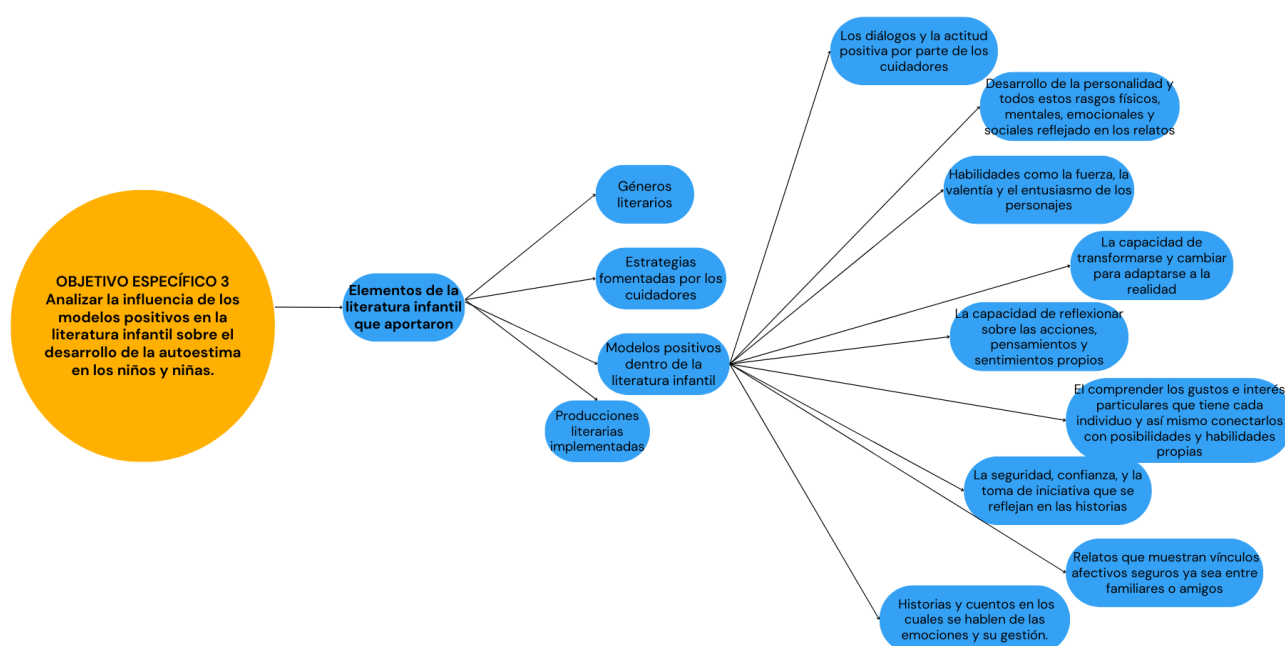 OBJETIVO ESPECÍFICO 3
Analizar la influencia de los
modelos positivos en la
literatura infantil sobre el
desarrollo de la autoestima
en los niños y niñas.
Elementos de la
literatura infantil
que aportaron
Géneros
literarios
Estrategias
fomentadas por los
cuidadores
Modelos positivos
dentro de la
literatura infantil
Producciones
literarias
implementadas
Los diálogos y la actitud
positiva por parte de los
cuidadores
Desarrollo de la personalidad y
todos estos rasgos físicos,
mentales, emocionales y
sociales reflejado en los relatos
Habilidades como la fuerza, la
valentía y el entusiasmo de los
personajes
La capacidad de
transformarse y cambiar
para adaptarse a la
realidad
La capacidad de reflexionar
sobre las acciones,
pensamientos y
sentimientos propios
El comprender los gustos e interés
particulares que tiene cada
individuo y así mismo conectarlos
con posibilidades y habilidades
propias
La seguridad, confianza, y la
toma de iniciativa que se
reflejan en las historias
Relatos que muestran vínculos
afectivos seguros ya sea entre
familiares o amigos
Historias y cuentos en los
cuales se hablen de las
emociones y su gestión.